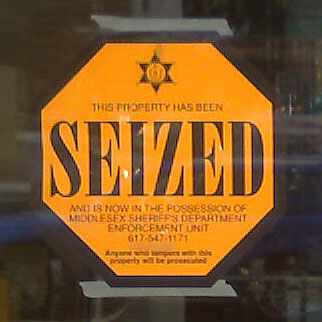 THIS PROPERTY HAS BEEN
SEIZED
AND IS NOW IN THE POSSESSION OF
MIDDLESEX SHERIFF'S DEPARTMENT
ENFORCEMENT UNIT
617-547-1171
Anyone who tampers with this
property will be prosecuted